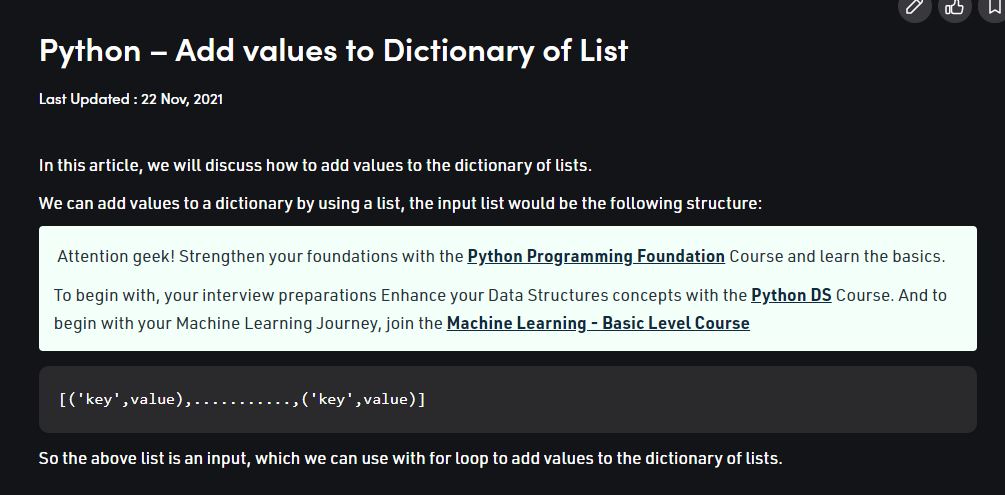 Python – Add values to Dictionary of List
Last Updated : 22 Nov, 2021
In this article, we will discuss how to add values to the dictionary of lists.
We can add values to a dictionary by using a list, the input list would be the following structure:
Attention geek! Strengthen your foundations with the Python Programming Foundation Course and learn the basics.
To begin with, your interview preparations Enhance your Data Structures concepts with the Python DS Course. And to
begin with your Machine Learning Journey, join the Machine Learning - Basic Level Course
[('key',value),...........,('key',value)]
So the above list is an input, which we can use with for loop to add values to the dictionary of lists.